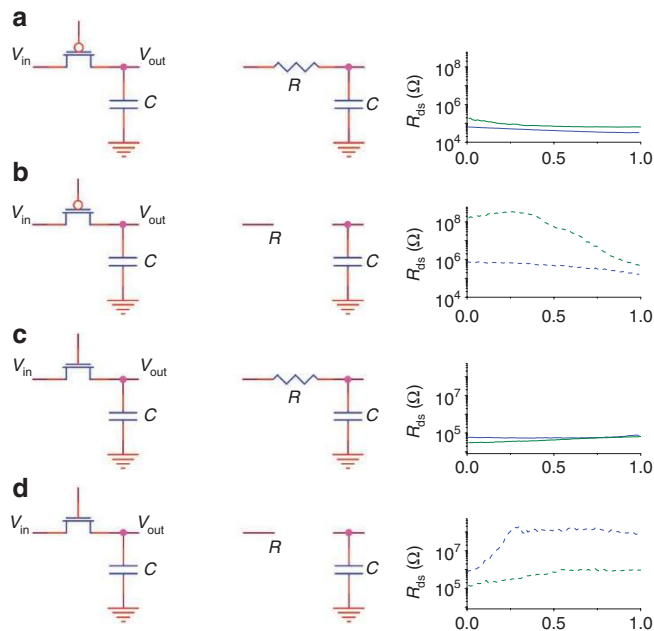 a
V_in V_out C
R
R_ds (Ω)
10^8
10^6
10^4
0.0 0.5 1.0
b
V_in V_out C
R C
R_ds (Ω)
10^8
10^6
10^4
0.0 0.5 1.0
c
V_in V_out C
R C
R_ds (Ω)
10^7
10^5
0.0 0.5 1.0
d
V_in V_out C
R C
R_ds (Ω)
10^7
10^5
0.0 0.5 1.0